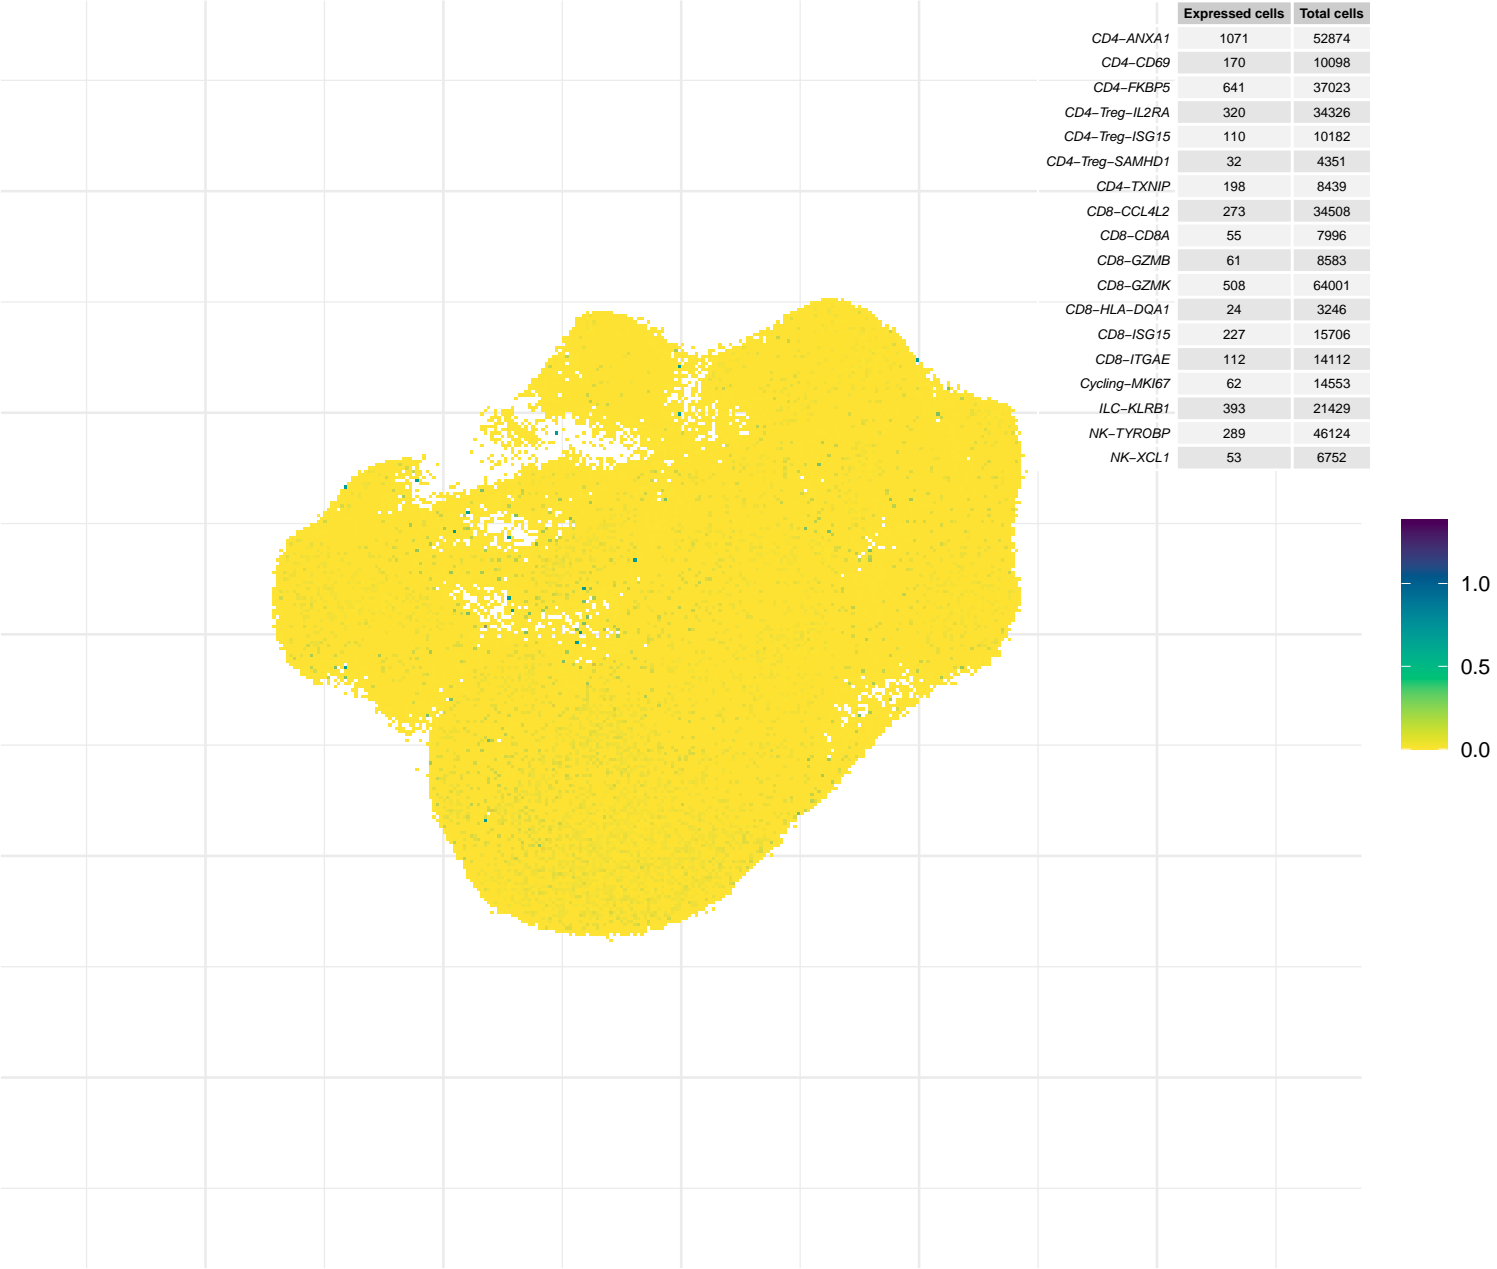 Expressed cells Total cells
CD4−ANXA1 1071 52874
CD4−CD69 170 10098
CD4−FKBP5 641 37023
CD4−Treg−IL2RA 320 34326
CD4−Treg−ISG15 110 10182
CD4−Treg−SAMHD1 32 4351
CD4−TXNIP 198 8439
CD8−CCL4L2 273 34508
CD8−CD8A 55 7996
CD8−GZMB 61 8583
CD8−GZMK 508 64001
CD8−HLA−DQA1 24 3246
CD8−ISG15 227 15706
CD8−ITGAE 112 14112
Cycling−MKI67 62 14553
ILC−KLRB1 393 21429
NK−TYROBP 289 46124
NK−XCL1 53 6752
1.0
0.5
0.0